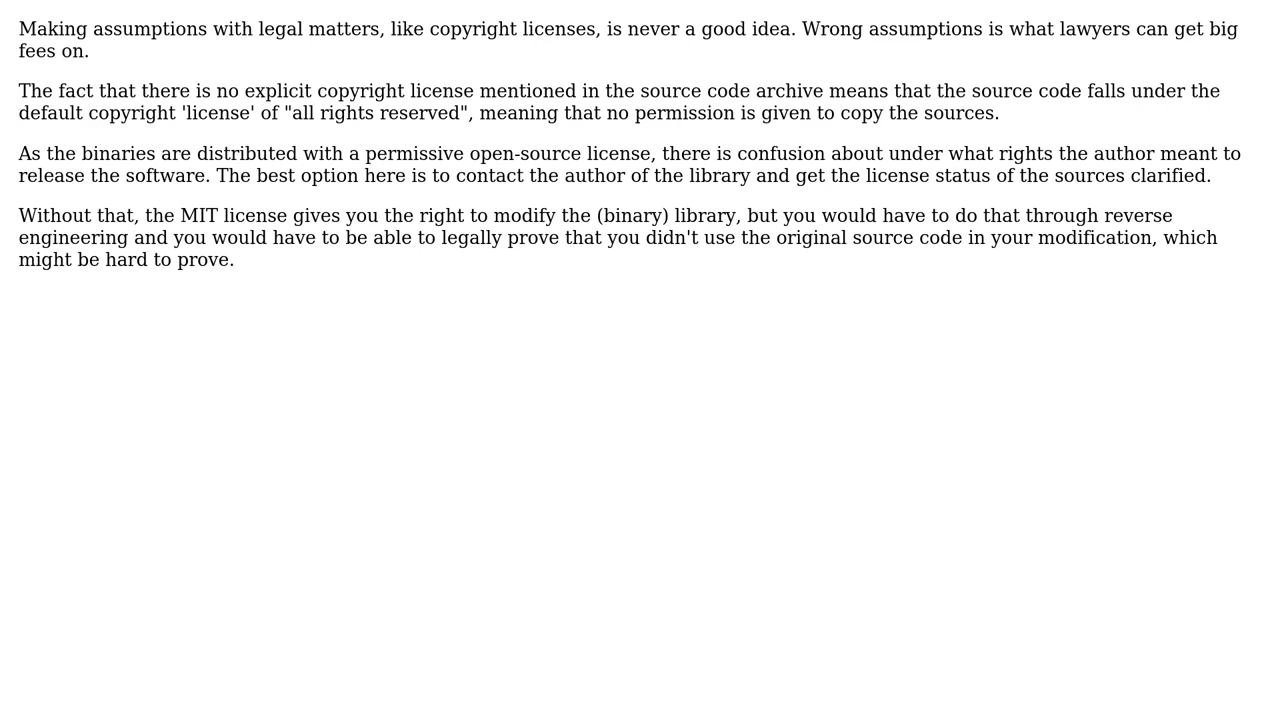 Making assumptions with legal matters, like copyright licenses, is never a good idea. Wrong assumptions is what lawyers can get big
fees on.
The fact that there is no explicit copyright license mentioned in the source code archive means that the source code falls under the
default copyright 'license' of "all rights reserved", meaning that no permission is given to copy the sources.
As the binaries are distributed with a permissive open-source license, there is confusion about under what rights the author meant to
release the software. The best option here is to contact the author of the library and get the license status of the sources clarified.
Without that, the MIT license gives you the right to modify the (binary) library, but you would have to do that through reverse
engineering and you would have to be able to legally prove that you didn't use the original source code in your modification, which
might be hard to prove.